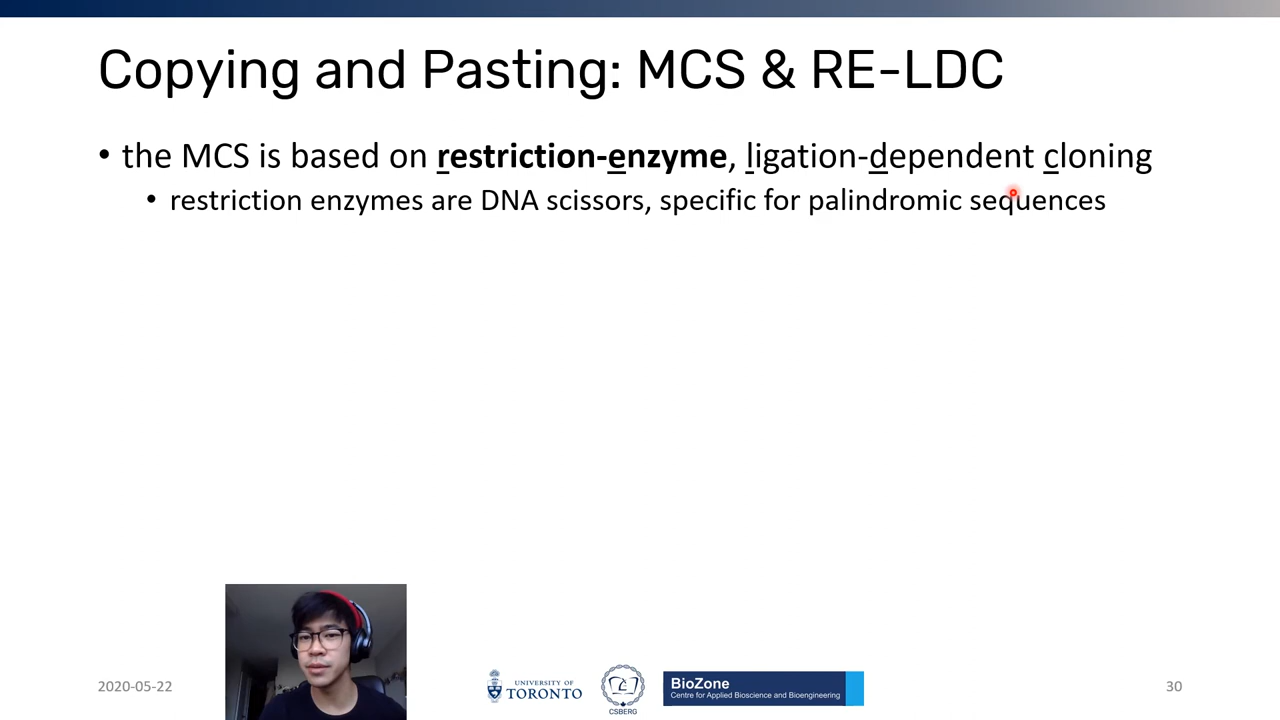 Copying and Pasting: MCS & RE-LDC
• the MCS is based on restriction-enzyme, ligation-dependent cloning
• restriction enzymes are DNA scissors, specific for palindromic sequences
2020-05-22
UNIVERSITY OF
TORONTO
CSBERG
BioZone
Centre for Applied Bioscience and Bioengineering
30